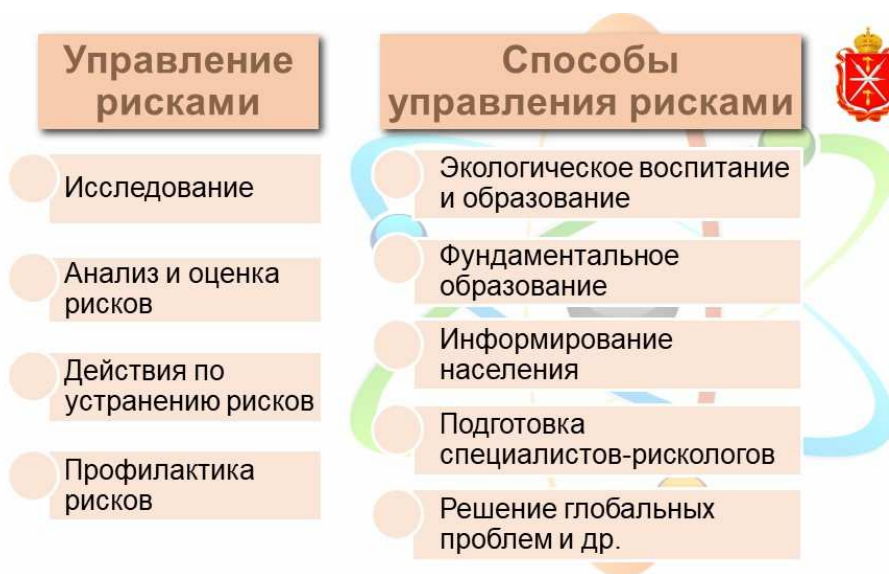 Управление
рисками
Исследование
Анализ и оценка
рисков
Действия по
устранению рисков
Профилактика
рисков
Способы
управления рисками
Экологическое воспитание
и образование
Фундаментальное
образование
Информирование
населения
Подготовка
специалистов-рискологов
Решение глобальных
проблем и др.